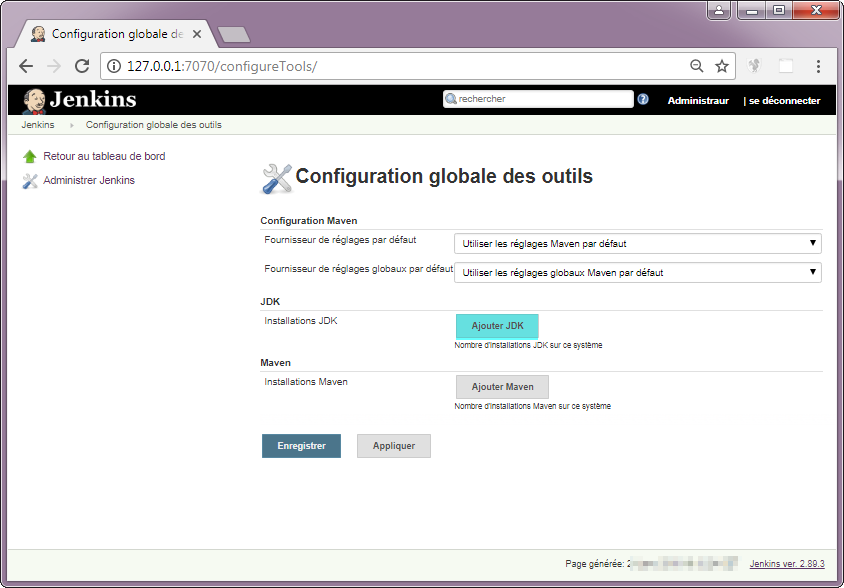 Configuration globale de
127.0.0.1:7070/configureTools/
Jenkins
rechercher
Administraur
| se déconnecter
Jenkins
Configuration globale des outils
Retour au tableau de bord
Administrer Jenkins
Configuration globale des outils
Configuration Maven
Fournisseur de réglages par défaut
Utiliser les réglages Maven par défaut
Fournisseur de réglages globaux par défaut
Utiliser les réglages globaux Maven par défaut
JDK
Installations JDK
Ajouter JDK
Nombre d'installations JDK sur ce système
Maven
Installations Maven
Ajouter Maven
Nombre d'installations Maven sur ce système
Enregistrer
Appliquer
Page générée:
Jenkins ver. 2.89.3